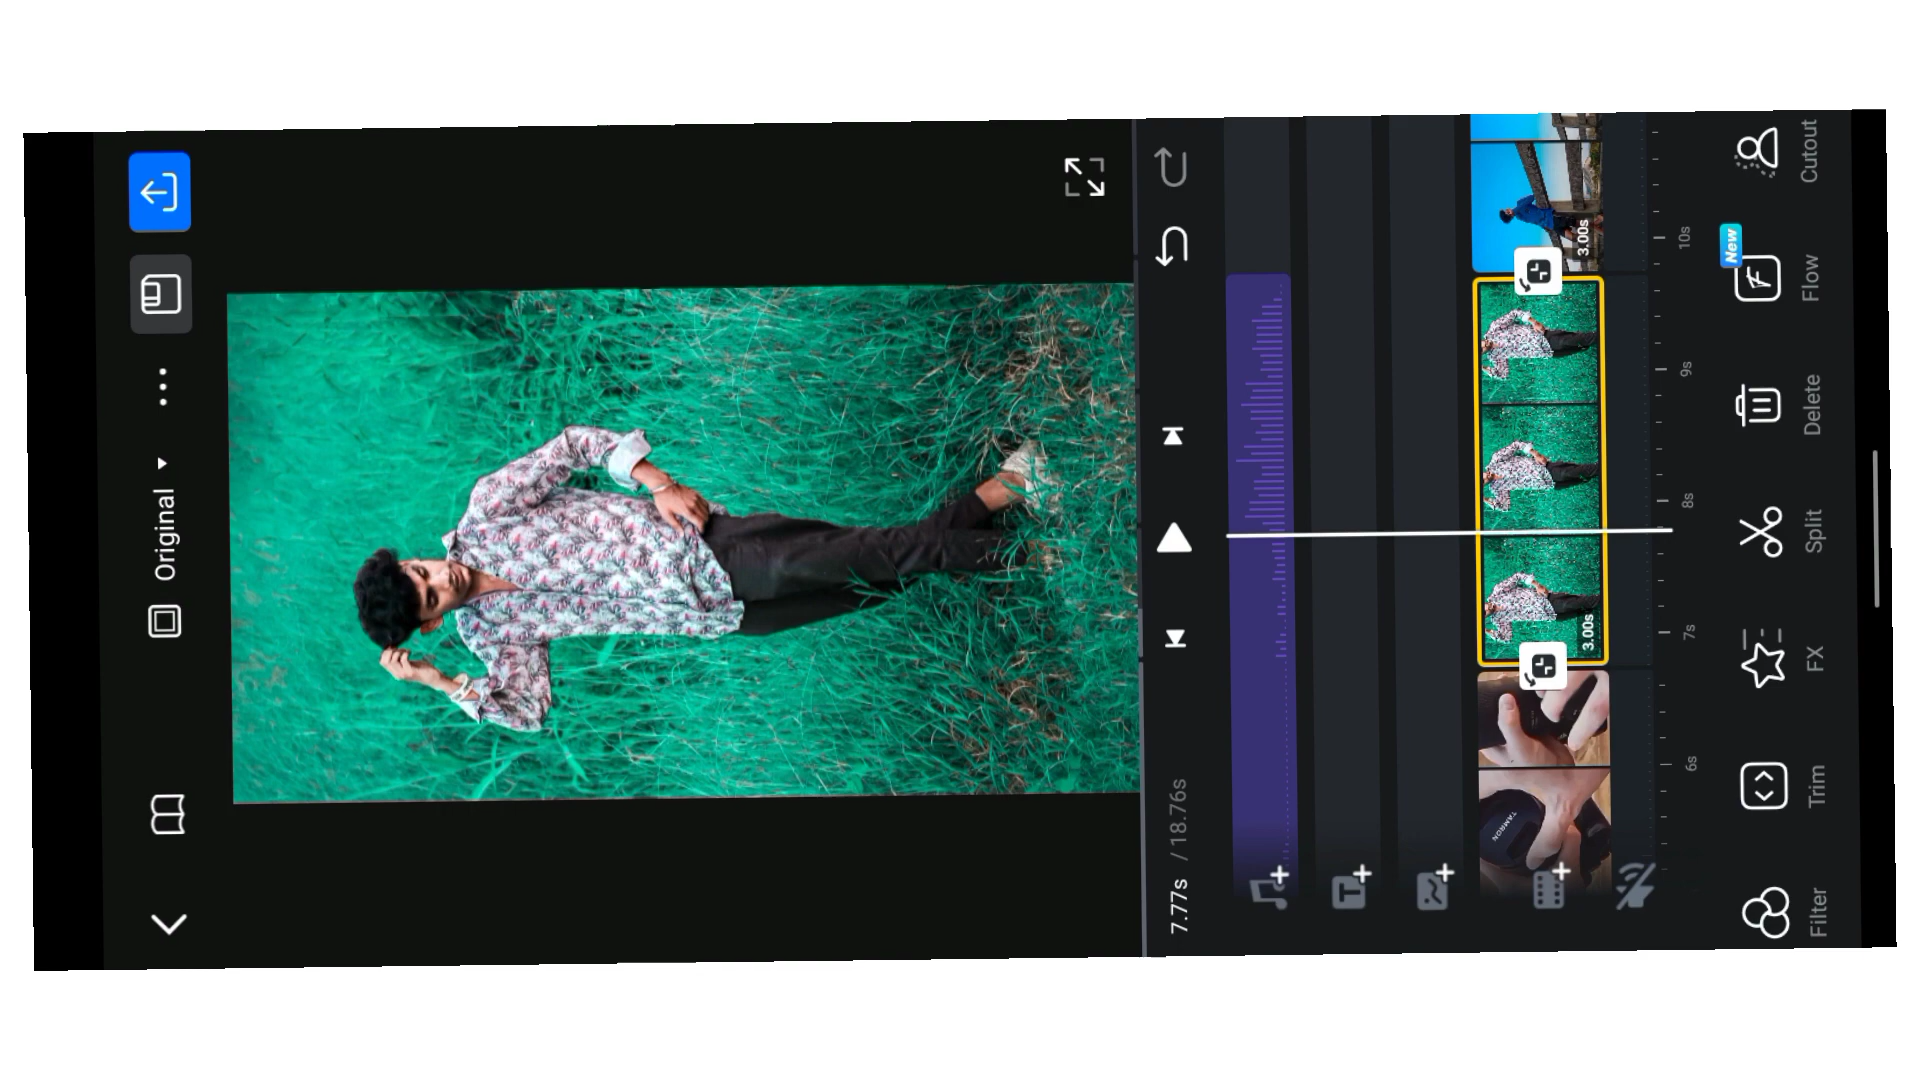 Original
7.77s / 18.76s
TAMRON
3.00s
3.00s
6s
7s
8s
9s
10s
New
Filter
Trim
FX
Split
Delete
Flow
Cutout